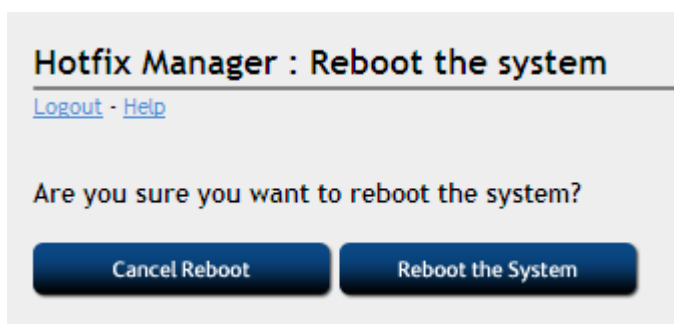 Hotfix Manager : Reboot the system
Logout - Help
Are you sure you want to reboot the system?
Cancel Reboot Reboot the System